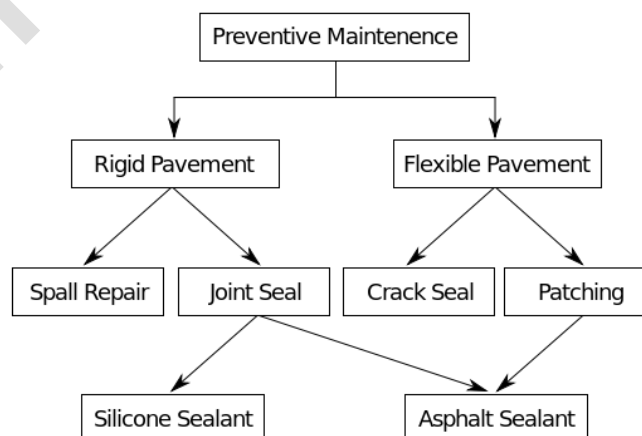 Preventive Maintenence
Rigid Pavement
Flexible Pavement
Spall Repair
Joint Seal
Crack Seal
Patching
Silicone Sealant
Asphalt Sealant